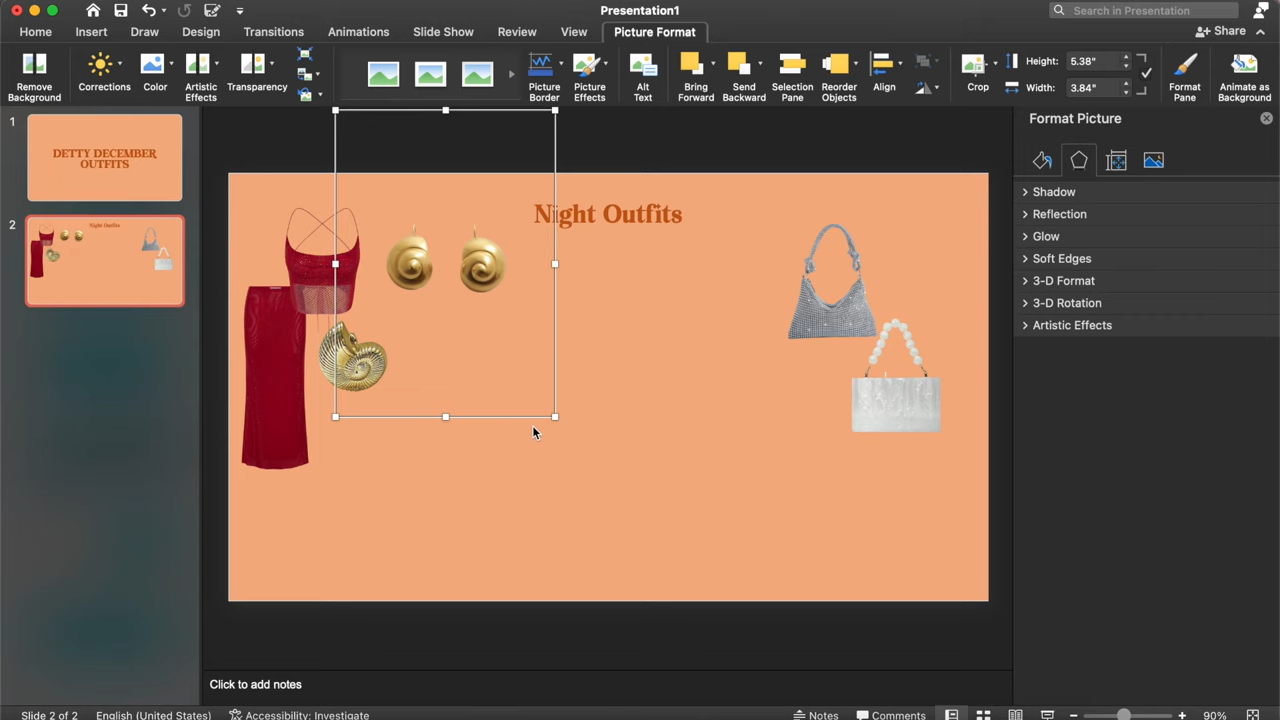 Presentation1
Search in Presentation
Home Insert Draw Design Transitions Animations Slide Show Review View Picture Format
Share
Remove Background
Corrections
Color
Artistic Effects
Transparency
Picture Border
Picture Effects
Alt Text
Bring Forward
Send Backward
Selection Pane
Reorder Objects
Align
Crop
Height: 5.38"
Width: 3.84"
Format Pane
Animate as Background
1
DETTY DECEMBER
OUTFITS
2
Night Outfits
Night Outfits
Format Picture
Shadow
Reflection
Glow
Soft Edges
3-D Format
3-D Rotation
Artistic Effects
Click to add notes
Slide 2 of 2 English (United States) Accessibility: Investigate Notes Comments 90%